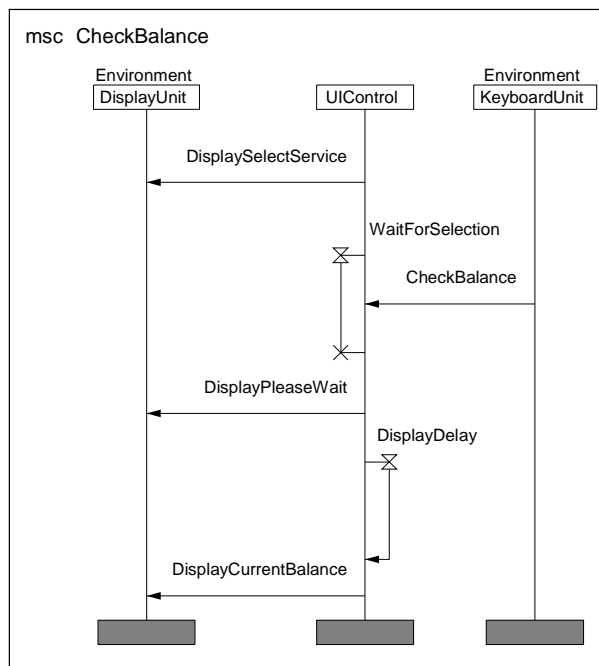 msc CheckBalance
Environment
Environment
DisplayUnit
UIControl
KeyboardUnit
DisplaySelectService
WaitForSelection
CheckBalance
DisplayPleaseWait
DisplayDelay
DisplayCurrentBalance